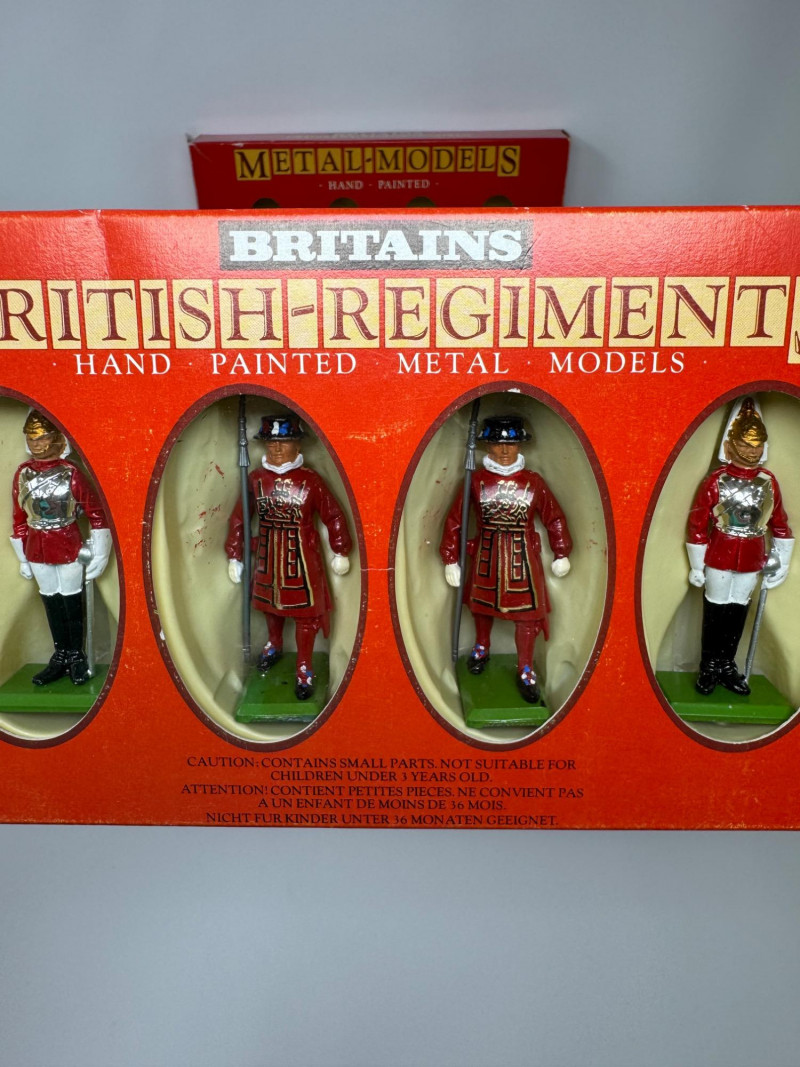 METAL-MODELS
· HAND · PAINTED ·
BRITAINS
RITISH-REGIMENT
· HAND · PAINTED · METAL · MODELS ·
CAUTION: CONTAINS SMALL PARTS. NOT SUITABLE FOR
CHILDREN UNDER 3 YEARS OLD.
ATTENTION! CONTIENT PETITES PIECES. NE CONVIENT PAS
A UN ENFANT DE MOINS DE 36 MOIS.
NICHT FUR KINDER UNTER 36 MONATEN GEEIGNET.